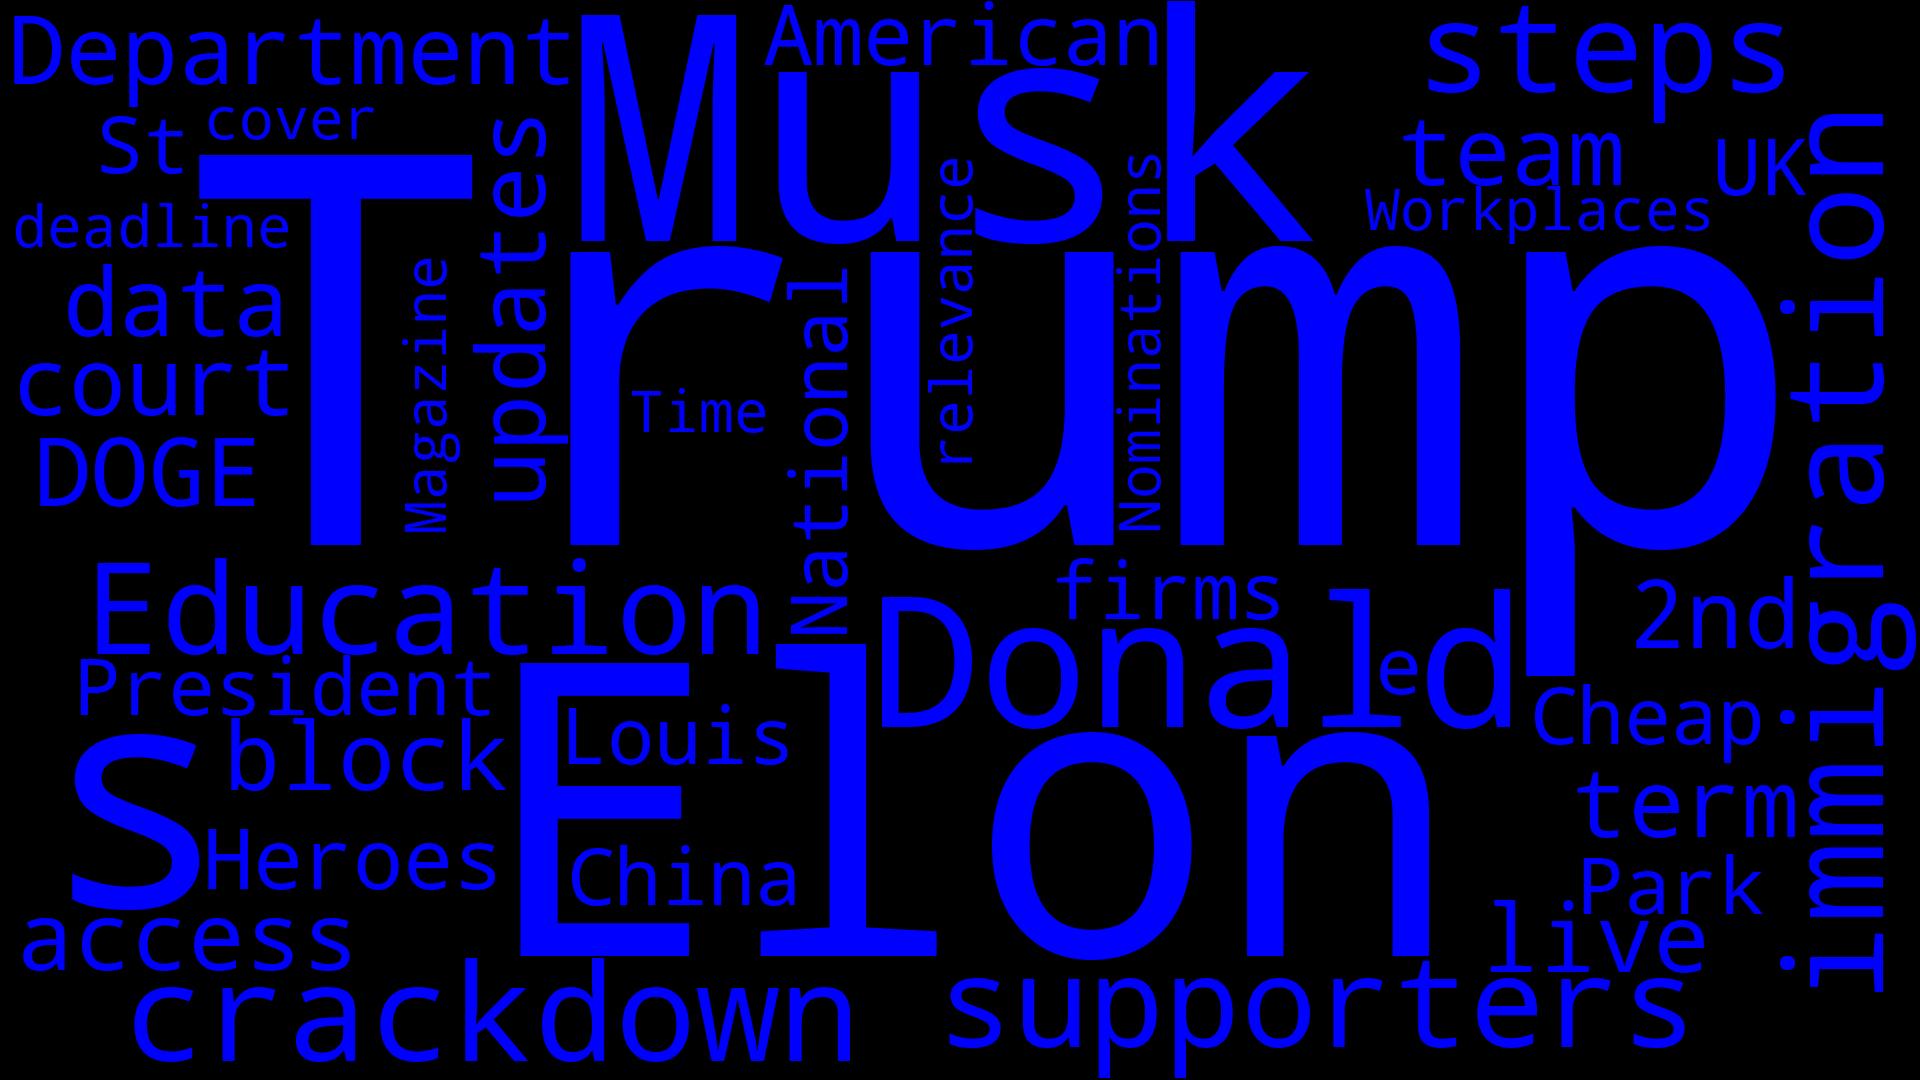 Department
Musk
American
steps
St
cover
team
UK
Workplaces
deadline
Trump
updates
relevance
Nominations
immigration
data
Magazine
National
court
Time
DOGE
Education
firms
Donald
2nd
President
e
Louis
Cheap
s
block
Elon
term
Heroes
China
Park
access
live
crackdown
supporters